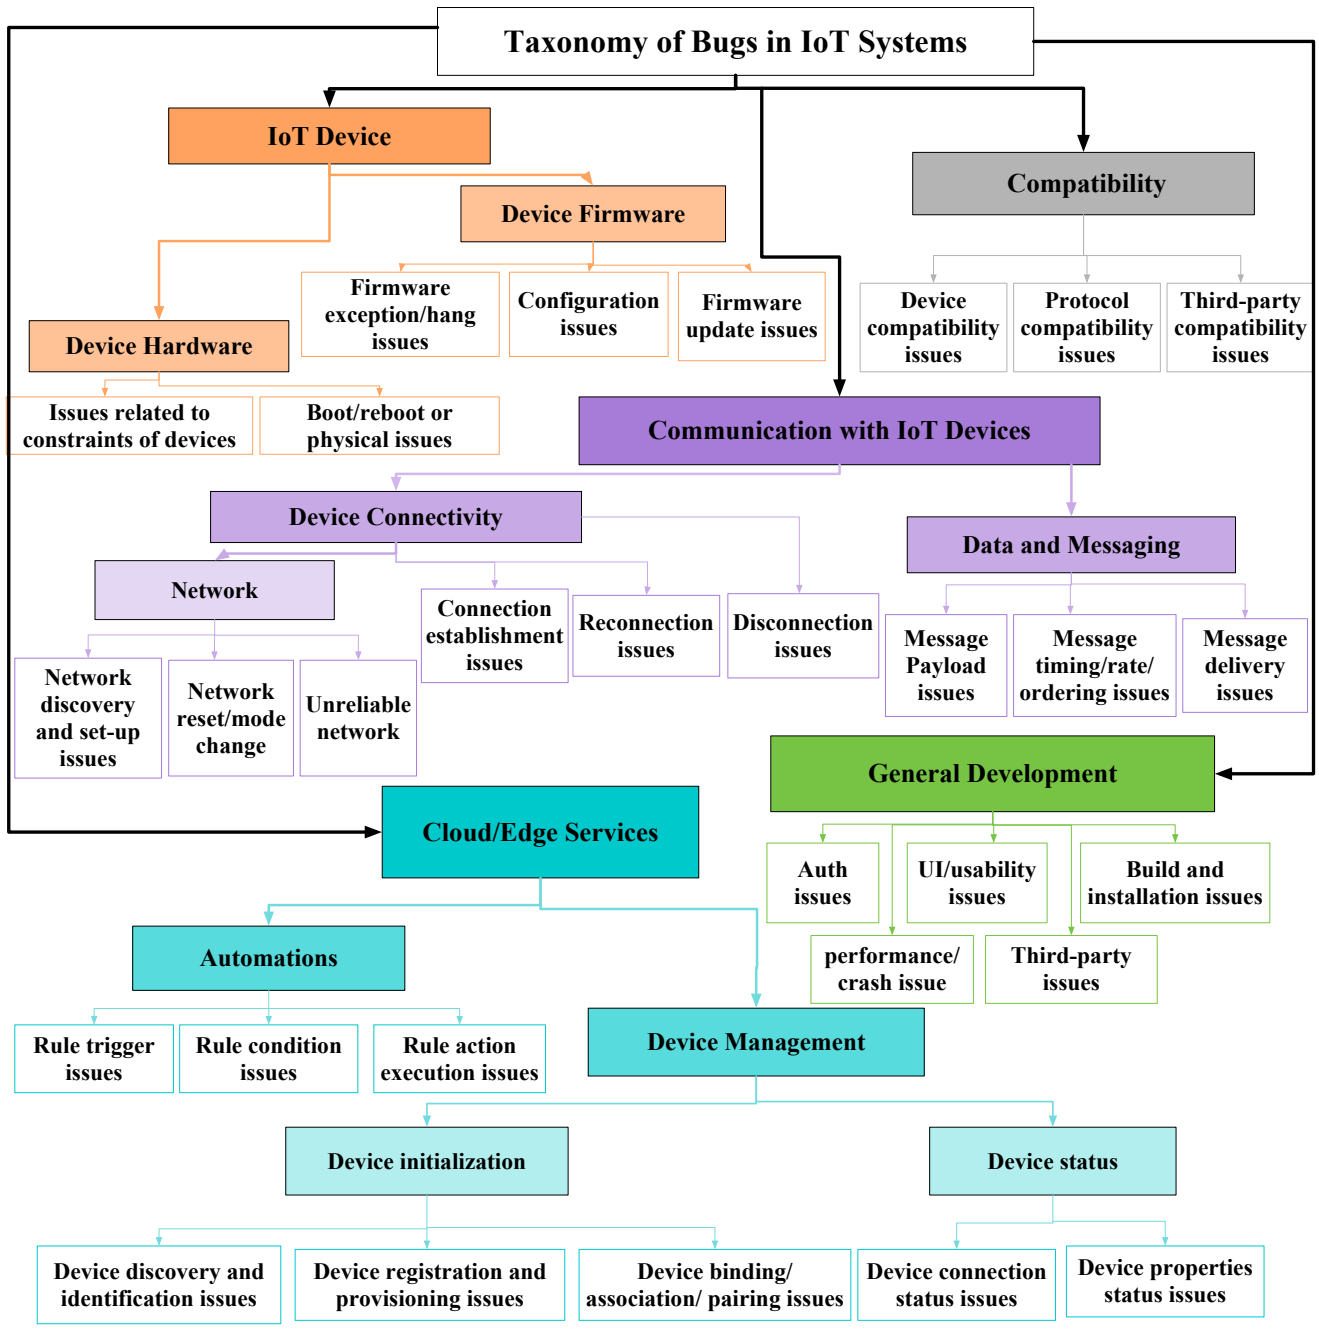 Taxonomy of Bugs in IoT Systems
IoT Device
Compatibility
Device Firmware
Firmware
exception/hang
issues
Configuration
issues
Firmware
update issues
Device
compatibility
issues
Protocol
compatibility
issues
Third-party
compatibility
issues
Device Hardware
Issues related to
constraints of devices
Boot/reboot or
physical issues
Communication with IoT Devices
Device Connectivity
Data and Messaging
Network
Connection
establishment
issues
Reconnection
issues
Disconnection
issues
Message
Payload
issues
Message
timing/rate/
ordering issues
Message
delivery
issues
Network
discovery
and set-up
issues
Network
reset/mode
change
Unreliable
network
General Development
Cloud/Edge Services
Auth
issues
UI/usability
issues
Build and
installation issues
performance/
crash issue
Third-party
issues
Automations
Rule trigger
issues
Rule condition
issues
Rule action
execution issues
Device Management
Device initialization
Device status
Device discovery and
identification issues
Device registration and
provisioning issues
Device binding/
association/ pairing issues
Device connection
status issues
Device properties
status issues